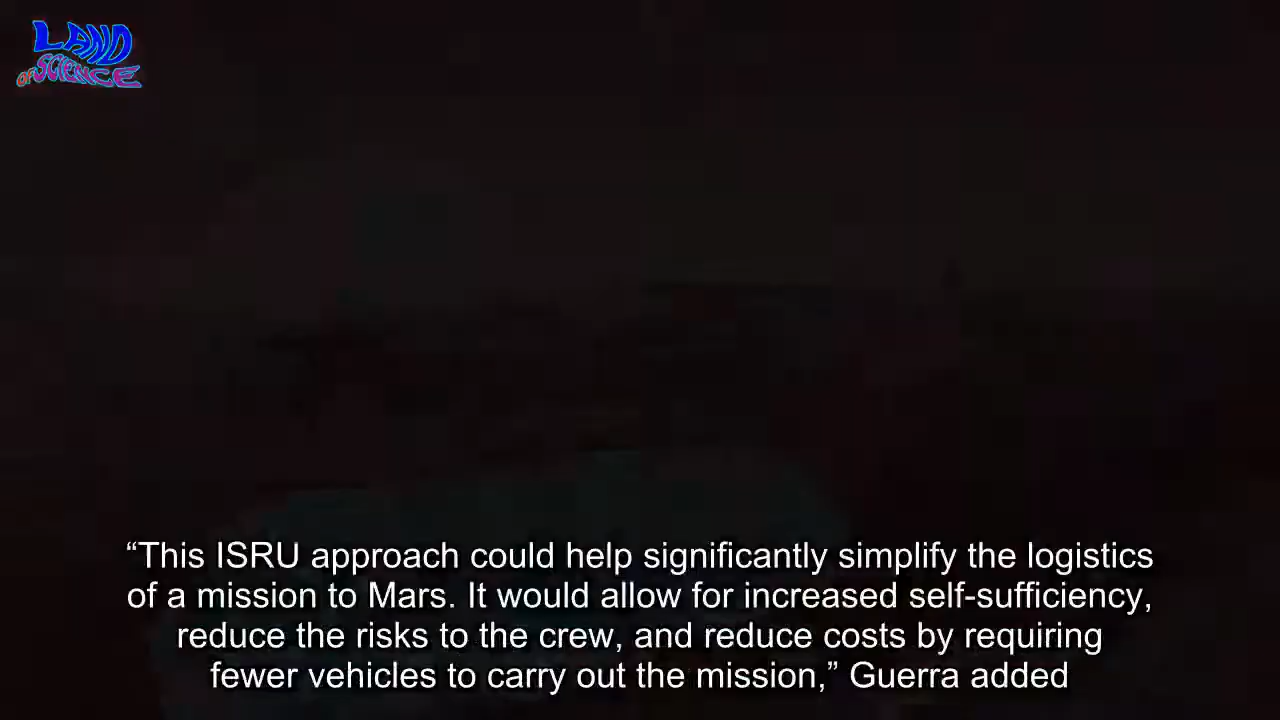 LAND
OF SCIENCE
“This ISRU approach could help significantly simplify the logistics
of a mission to Mars. It would allow for increased self-sufficiency,
reduce the risks to the crew, and reduce costs by requiring
fewer vehicles to carry out the mission,” Guerra added